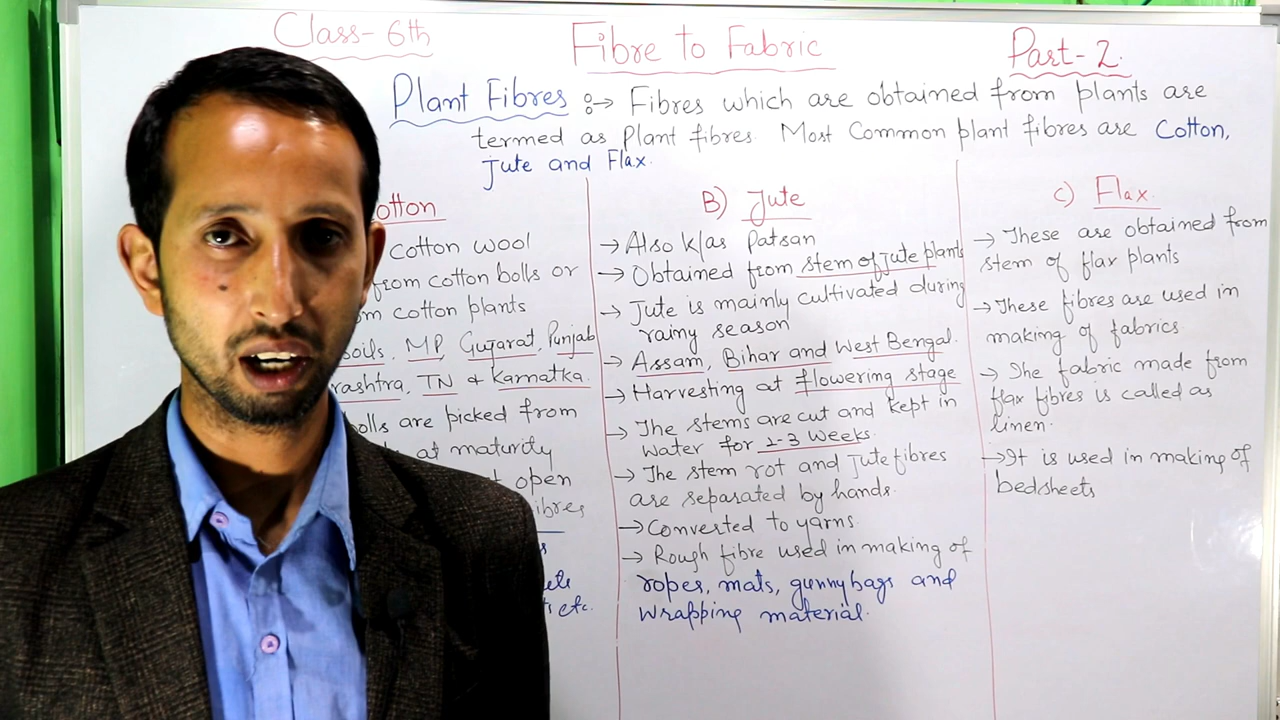 Class- 6th
Fibre to Fabric
Part-2.
Plant Fibres :→ Fibres which are obtained from plants are
termed as Plant fibres. Most Common plant fibres are Cotton,
Jute and Flax.
otton
cotton wool
from cotton bolls or
cotton plants
oils, MP, Gujarat, Punjab
rashtra, TN & Karnatka.
olls are picked from
at maturity
open
ibres
etc.
B) Jute
→ Also k/as Patsan
→ Obtained from stem of jute plants
→ Jute is mainly cultivated during
rainy season
→ Assam, Bihar and West Bengal.
→ Harvesting at flowering stage
→ The stems are cut and kept in
water for 2-3 weeks.
→ The stem rot and jute fibres
are separated by hands.
→ Converted to yarns.
→ Rough fibre used in making of
ropes, mats, gunnybags and
wrapping material.
c) Flax.
→ These are obtained from
stem of flax plants
→ These fibres are used in
making of fabrics
→ The fabric made from
flax fibres is called as
linen.
→ It is used in making of
bedsheets